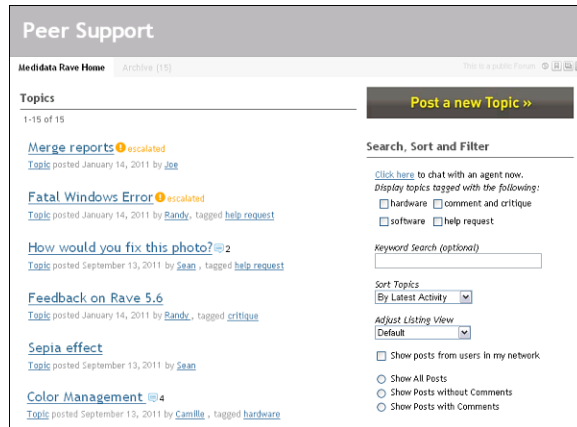 Peer Support
Medidata Rave Home
Archive [15]
This is a public Forum
Topics
1-15 of 15
Merge reports escalated
Topic posted January 14, 2011 by Joe
Fatal Windows Error escalated
Topic posted January 14, 2011 by Randy, tagged help request
How would you fix this photo? 2
Topic posted September 13, 2011 by Sean , tagged help request
Feedback on Rave 5.6
Topic posted January 14, 2011 by Randy , tagged critique
Sepia effect
Topic posted September 13, 2011 by Sean
Color Management 4
Topic posted September 13, 2011 by Camille , tagged hardware
Post a new Topic »
Search, Sort and Filter
Click here to chat with an agent now.
Display topics tagged with the following:
hardware comment and critique
software help request
Keyword Search (optional)
Sort Topics
By Latest Activity
Adjust Listing View
Default
Show posts from users in my network
Show All Posts
Show Posts without Comments
Show Posts with Comments